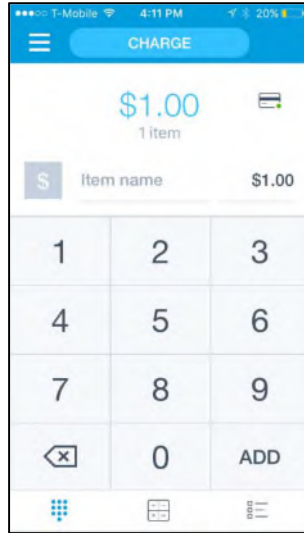 T-Mobile 4:11 PM 20%
CHARGE
$1.00
1 item
$ Item name $1.00
1 2 3
4 5 6
7 8 9
0 ADD